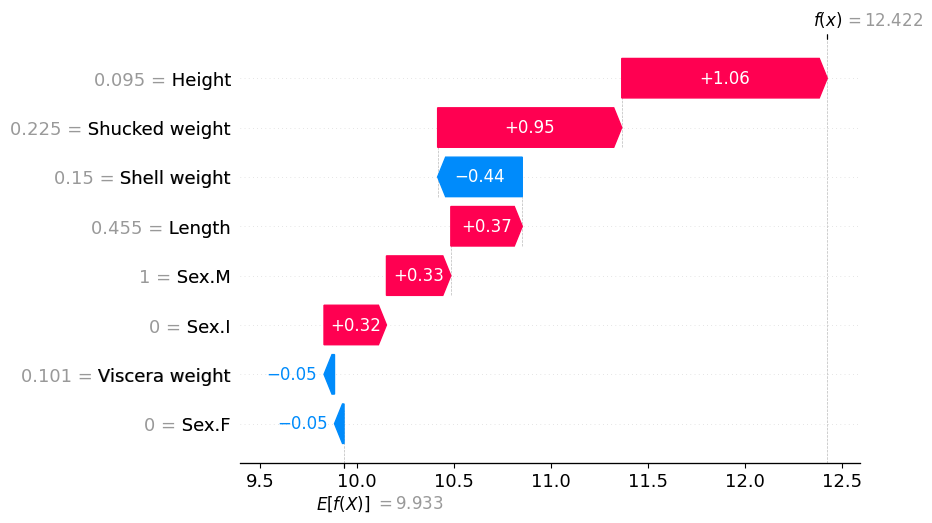 f(x) = 12.422
0.095 = Height +1.06
0.225 = Shucked weight +0.95
0.15 = Shell weight −0.44
0.455 = Length +0.37
1 = Sex.M +0.33
0 = Sex.I +0.32
0.101 = Viscera weight −0.05
0 = Sex.F −0.05
9.5 10.0 10.5 11.0 11.5 12.0 12.5
E[f(X)] = 9.933